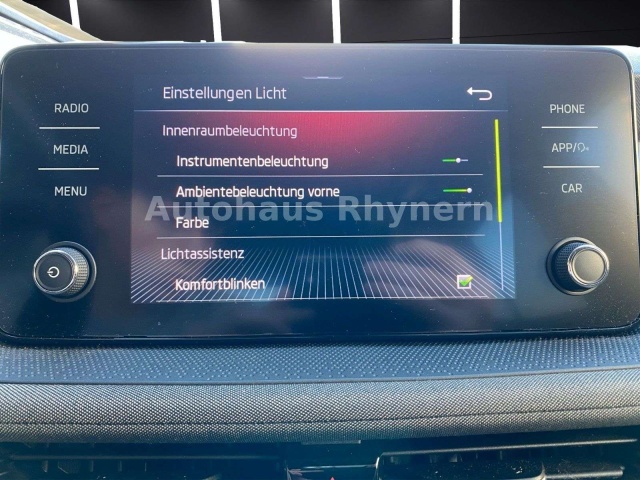 Einstellungen Licht
RADIO
PHONE
Innenraumbeleuchtung
MEDIA
Instrumentenbeleuchtung
APP/
MENU
Ambientebeleuchtung vorne
CAR
Autohaus Rhynern
Farbe
Lichtassistenz
Komfortblinken